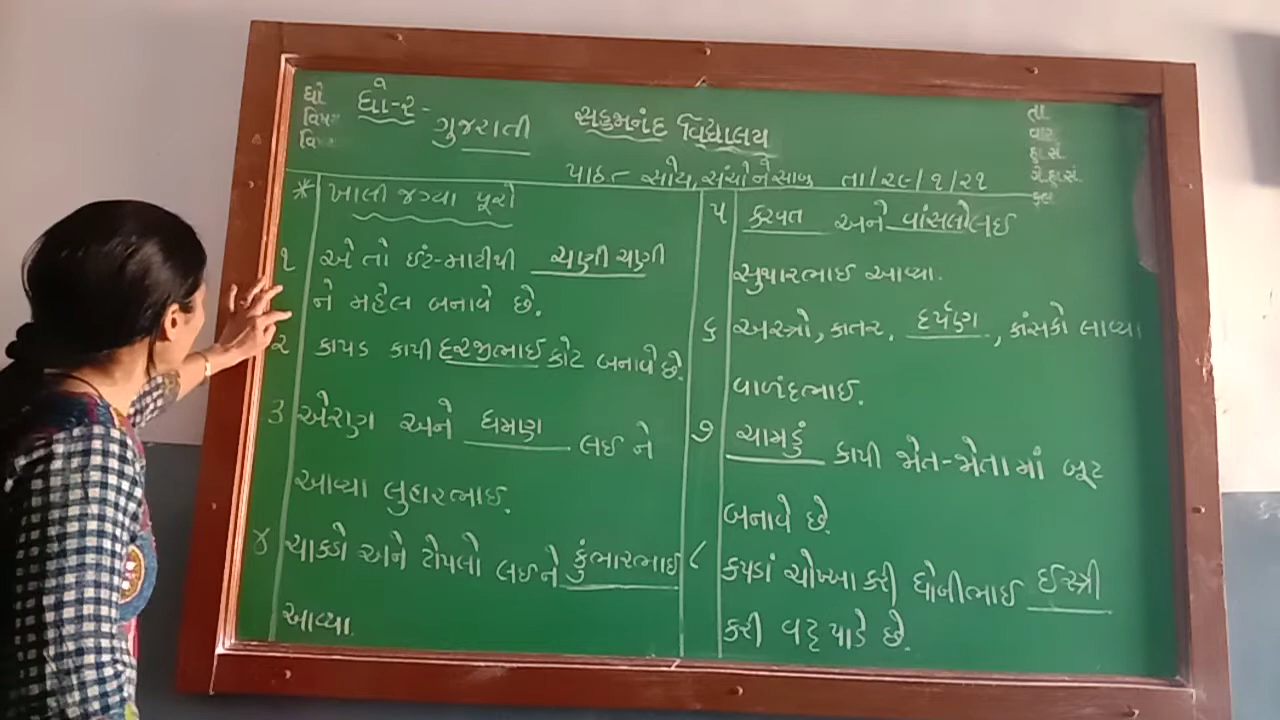 ધો
વિષય
ધો-૨-
ગુજરાતી
સહજાનંદ વિદ્યાલય
તા
હા.સં.
ગે.હા.સં.
કુલ
પાઠ ૮ સોય, સંચો ને સાબુ તા/૨૯/૧/૨૧
* ખાલી જગ્યા પૂરો
૧ એ તો ઈંટ-માટીથી ચણી ચણી
ને મહેલ બનાવે છે.
૨ કાપડ કાપી દરજીભાઈ કોટ બનાવે છે.
૩ એરણ અને ધમણ લઈ ને
આવ્યા લુહારભાઈ.
૪ ચાકડો અને ટોપલો લઈને કુંભારભાઈ
આવ્યા.
૫ કરવત અને વાંસલો લઈ
સુથારભાઈ આવ્યા.
૬ અસ્ત્રો, કાતર, દર્પણ, કાંસકો લાવ્યા
વાળંદભાઈ.
૭ ચામડું કાપી જોત-જોતામાં બૂટ
બનાવે છે.
૮ કપડાં ચોખ્ખા કરી ધોબીભાઈ ઈસ્ત્રી
કરી વટ્ટ પાડે છે.